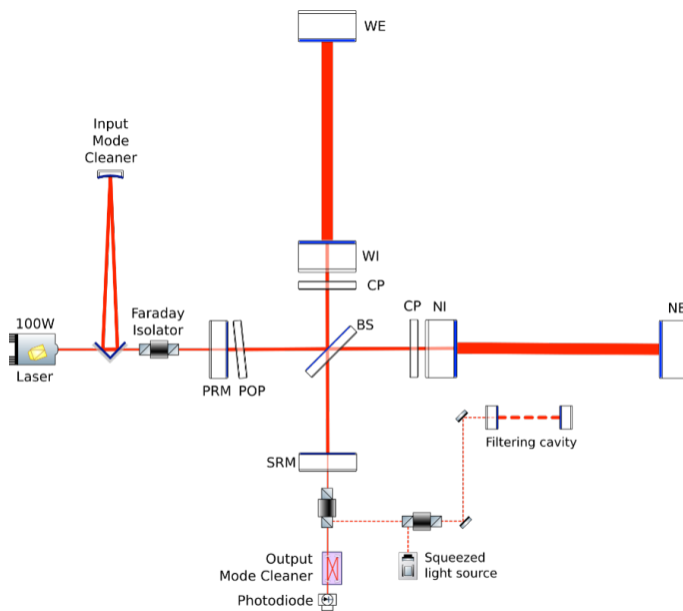 WE
Input
Mode
Cleaner
WI
CP
100W
Laser
Faraday
Isolator
PRM
POP
BS
CP
NI
NE
SRM
Filtering cavity
Output
Mode Cleaner
Squeezed
light source
Photodiode